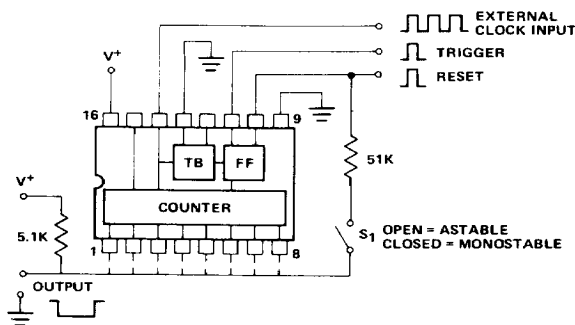 EXTERNAL
CLOCK INPUT
TRIGGER
RESET
V+
16
9
TB
FF
51K
COUNTER
V+
5.1K
S1 OPEN = ASTABLE
CLOSED = MONOSTABLE
1
8
OUTPUT